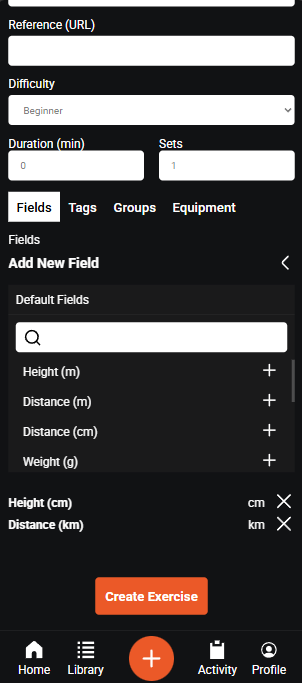 Reference (URL)
Difficulty
Beginner
Duration (min) Sets
0 1
Fields Tags Groups Equipment
Fields
Add New Field
Default Fields
Height (m)
Distance (m)
Distance (cm)
Weight (g)
Height (cm) cm
Distance (km) km
Create Exercise
Home Library Activity Profile